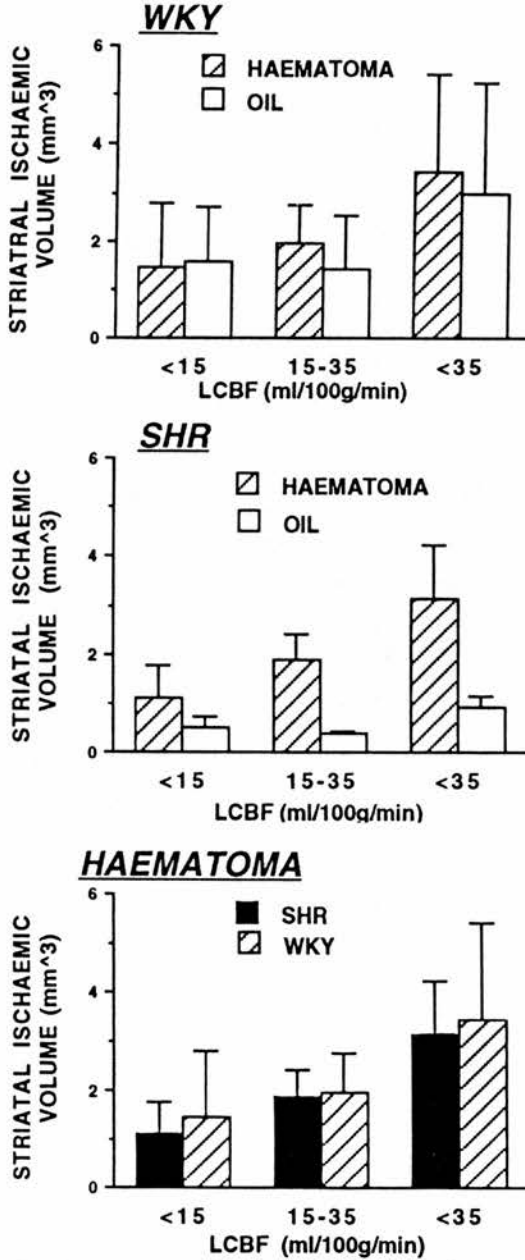 WKY
HAEMATOMA
OIL
STRIATRAL ISCHAEMIC
VOLUME (mm^3)
6
4
2
0
<15 15-35 <35
LCBF (ml/100g/min)
SHR
HAEMATOMA
OIL
STRIATAL ISCHAEMIC
VOLUME (mm^3)
6
4
2
0
<15 15-35 <35
LCBF (ml/100g/min)
HAEMATOMA
SHR
WKY
STRIATAL ISCHAEMIC
VOLUME (mm^3)
6
4
2
0
<15 15-35 <35
LCBF (ml/100g/min)